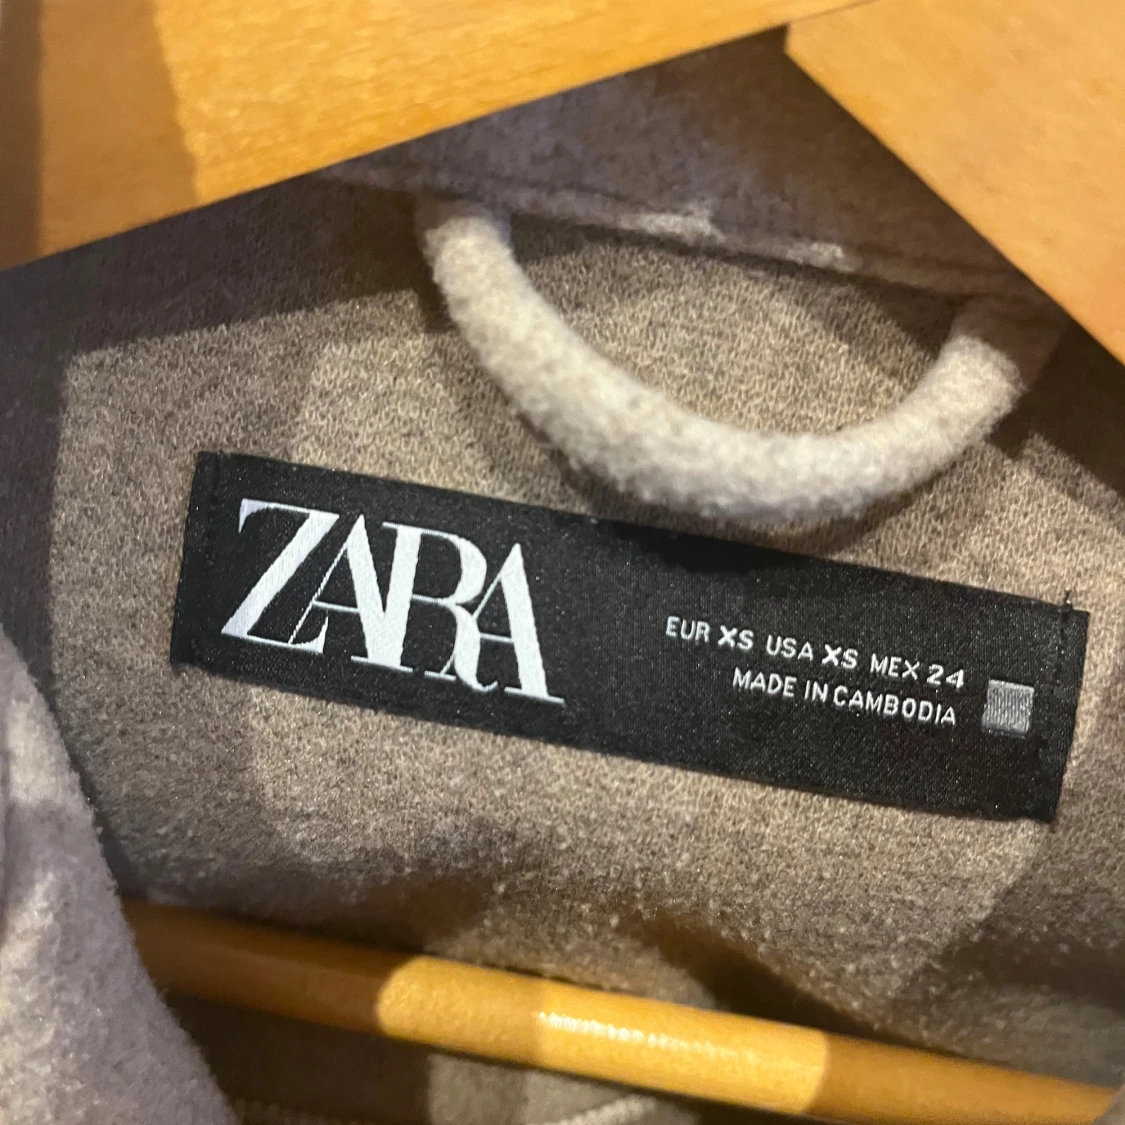 ZARA
EUR XS USA XS MEX 24
MADE IN CAMBODIA